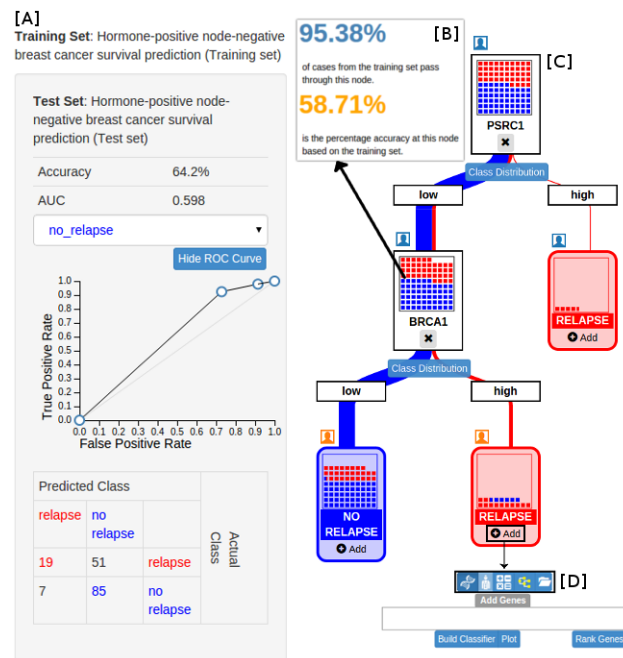 [A]
Training Set: Hormone-positive node-negative
breast cancer survival prediction (Training set)
Test Set: Hormone-positive node-
negative breast cancer survival
prediction (Test set)
Accuracy 64.2%
AUC 0.598
no_relapse
Hide ROC Curve
True Positive Rate
1.0
0.9
0.8
0.7
0.6
0.5
0.4
0.3
0.2
0.1
0.0
0.0 0.1 0.2 0.3 0.4 0.5 0.6 0.7 0.8 0.9 1.0
False Positive Rate
Predicted Class
relapse no
relapse
Actual
Class
19 51 relapse
7 85 no
relapse
95.38% [B]
of cases from the training set pass
through this node.
58.71%
is the percentage accuracy at this node
based on the training set.
[C]
PSRC1
Class Distribution
low high
BRCA1
RELAPSE
Add
Class Distribution
low high
NO
RELAPSE
Add
RELAPSE
Add
[D]
Add Genes
Build Classifier Plot Rank Genes